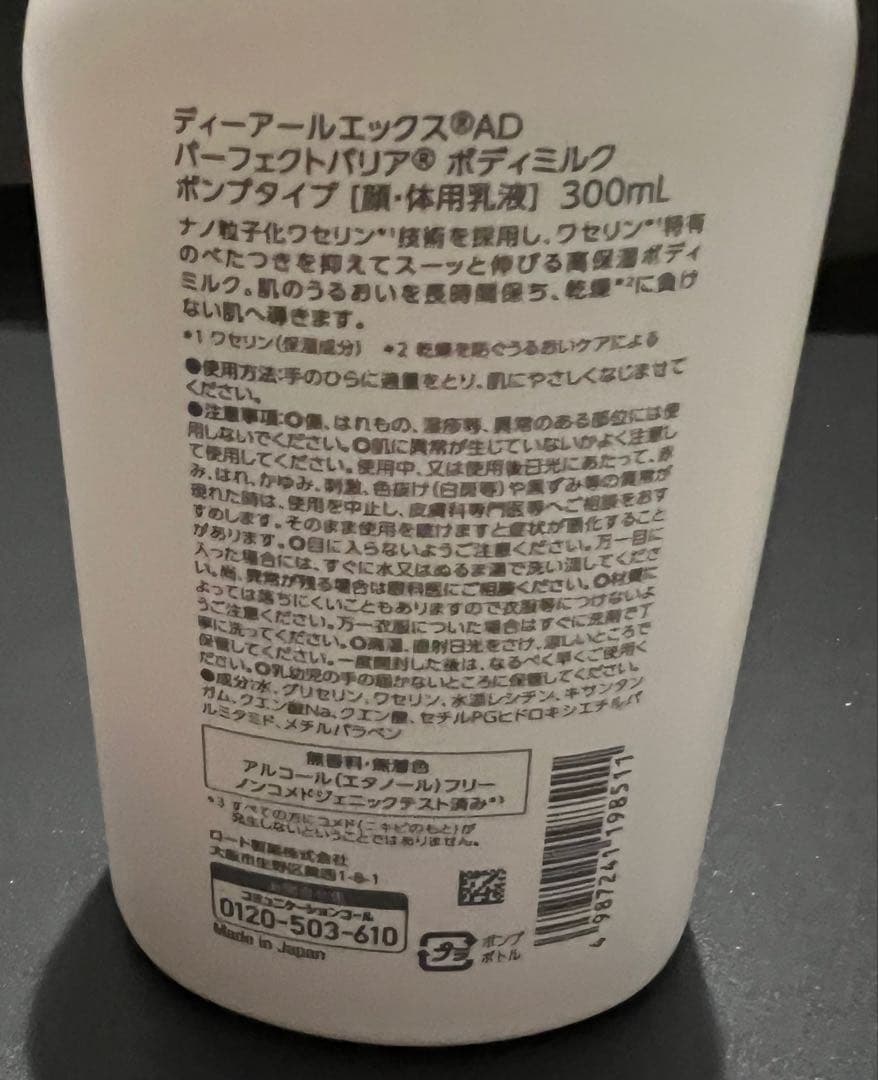 ディーアールエックス®AD
パーフェクトバリア® ボディミルク
ポンプタイプ [顔・体用乳液] 300mL
ナノ粒子化ワセリン*¹技術を採用し、ワセリン*¹特有
のべたつきを抑えてスーッと伸びる高保湿ボディ
ミルク。肌のうるおいを長時間保ち、乾燥*²に負け
ない肌へ導きます。
*1 ワセリン(保湿成分) *2 乾燥を防ぐうるおいケアによる
●使用方法:手のひらに適量をとり、肌にやさしくなじませて
ください。
●注意事項:○傷、はれもの、湿疹等、異常のある部位には使
用しないでください。○肌に異常が生じていないかよく注意し
て使用してください。使用中、又は使用後日光にあたって、赤
み、はれ、かゆみ、刺激、色抜け(白斑等)や黒ずみ等の異常が
現れた時は、使用を中止し、皮膚科専門医等へご相談をおす
すめします。そのまま使用を続けますと症状が悪化すること
があります。○目に入らないようご注意ください。万一目に
入った場合には、すぐに水又はぬるま湯で洗い流してくださ
い。尚、異常が残る場合は眼科医にご相談ください。○材質に
よっては落ちにくいこともありますので衣服等につけないよ
うご注意ください。万一衣服についた場合はすぐに洗剤で丁
寧に洗ってください。○高温、直射日光をさけ、涼しいところで
保管してください。一度開封した後は、なるべく早くご使用く
ださい。○乳幼児の手の届かないところに保管してください。
●成分:水、グリセリン、ワセリン、水添レシチン、キサンタン
ガム、クエン酸Na、クエン酸、セチルPGヒドロキシエチルパ
ルミタミド、メチルパラベン
無香料・無着色
アルコール(エタノール)フリー
ノンコメドジェニックテスト済み*³
*3 すべての方にコメド(ニキビのもと)が
発生しないということではありません。
ロート製薬株式会社
大阪市生野区巽西1-8-1
コミュニケーションコール
0120-503-610
Made in Japan
プラ
ポンプ
ボトル
4 987241 198511